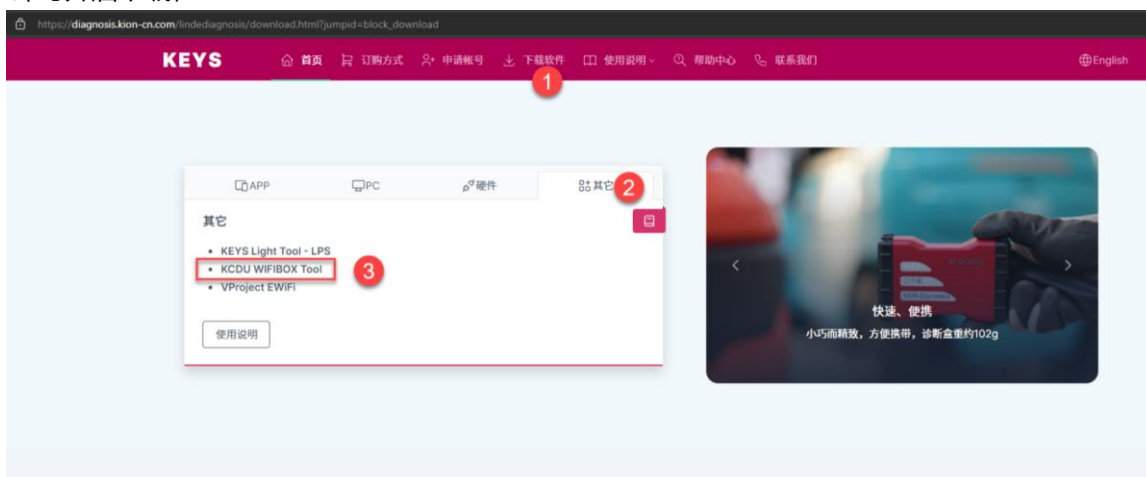 https://diagnosis.kion-cn.com/lindediagnosis/download.html?jumpid=block_download
KEYS 首页 订购方式 申请帐号 下载软件 使用说明 帮助中心 联系我们 English
1
APP PC 硬件 其它 2
其它
KEYS Light Tool - LPS
KCDU WIFIBOX Tool 3
VProject EWiFi
使用说明
快速、便携
小巧而精致，方便携带，诊断盒重约102g